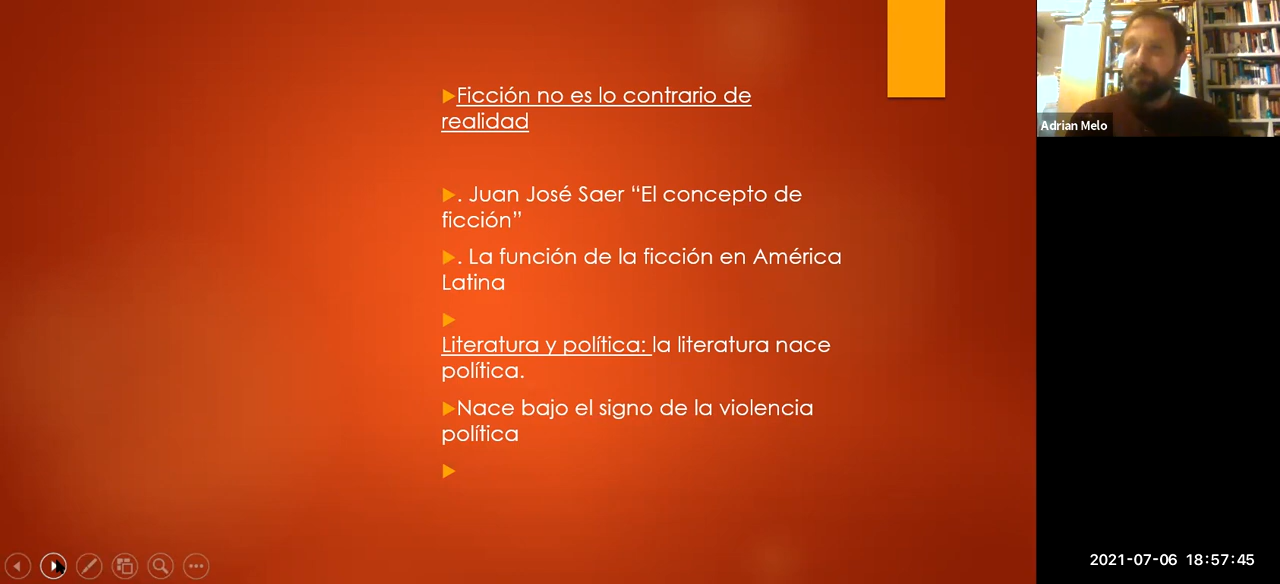 Ficción no es lo contrario de
realidad
. Juan José Saer “El concepto de
ficción”
. La función de la ficción en América
Latina
Literatura y política: la literatura nace
política.
Nace bajo el signo de la violencia
política
Adrian Melo
2021-07-06 18:57:45